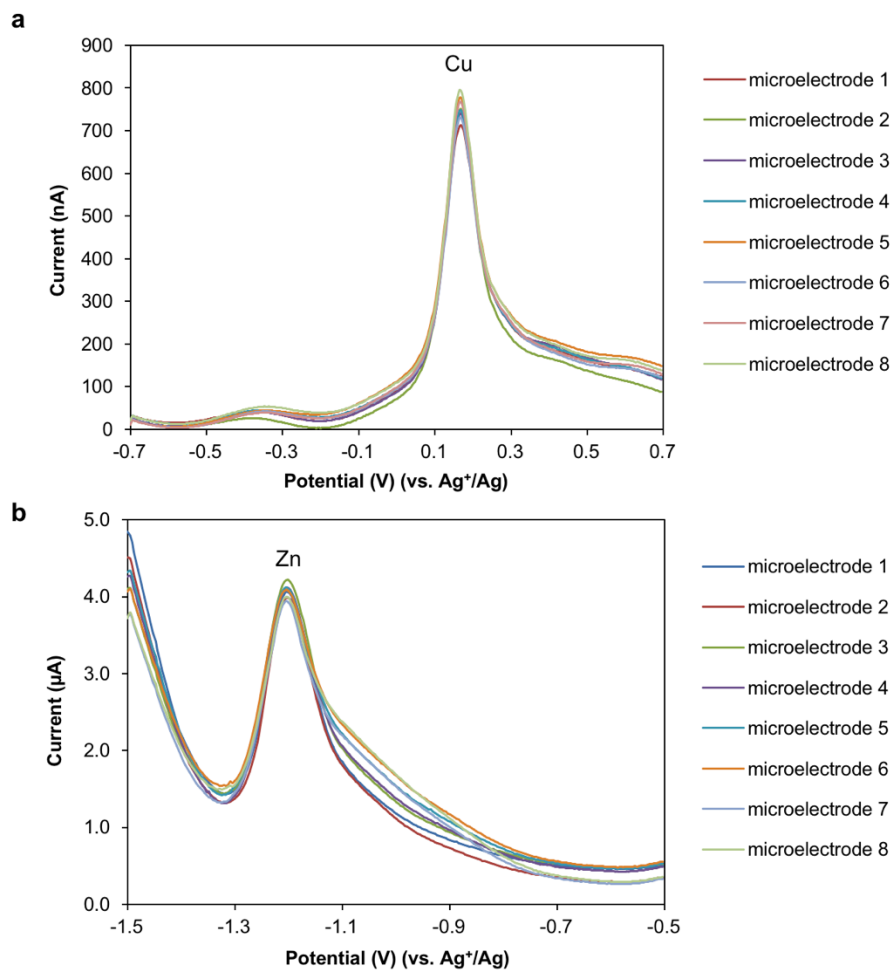 a
900
800
700
600
500
400
300
200
100
0
Current (nA)
Cu
-0.7 -0.5 -0.3 -0.1 0.1 0.3 0.5 0.7
Potential (V) (vs. Ag⁺/Ag)
microelectrode 1
microelectrode 2
microelectrode 3
microelectrode 4
microelectrode 5
microelectrode 6
microelectrode 7
microelectrode 8
b
5.0
4.0
3.0
2.0
1.0
0.0
Current (µA)
Zn
-1.5 -1.3 -1.1 -0.9 -0.7 -0.5
Potential (V) (vs. Ag⁺/Ag)
microelectrode 1
microelectrode 2
microelectrode 3
microelectrode 4
microelectrode 5
microelectrode 6
microelectrode 7
microelectrode 8